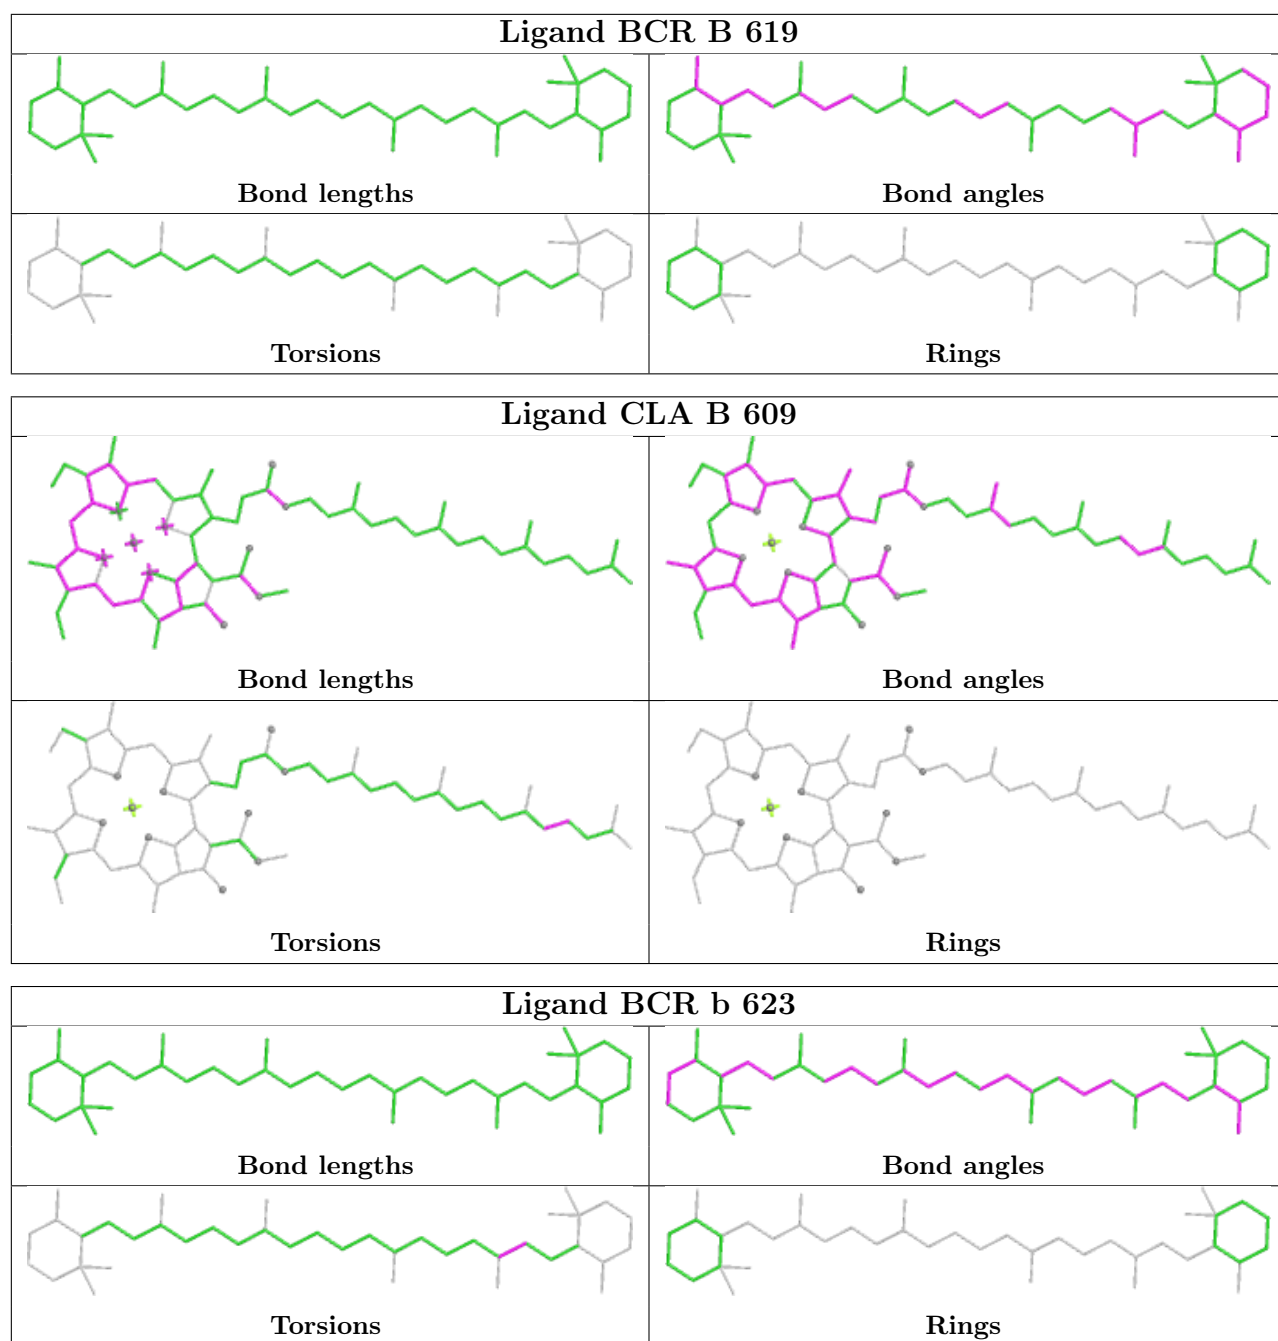 Ligand BCR B 619
Bond lengths
Bond angles
Torsions
Rings
Ligand CLA B 609
Bond lengths
Bond angles
Torsions
Rings
Ligand BCR b 623
Bond lengths
Bond angles
Torsions
Rings